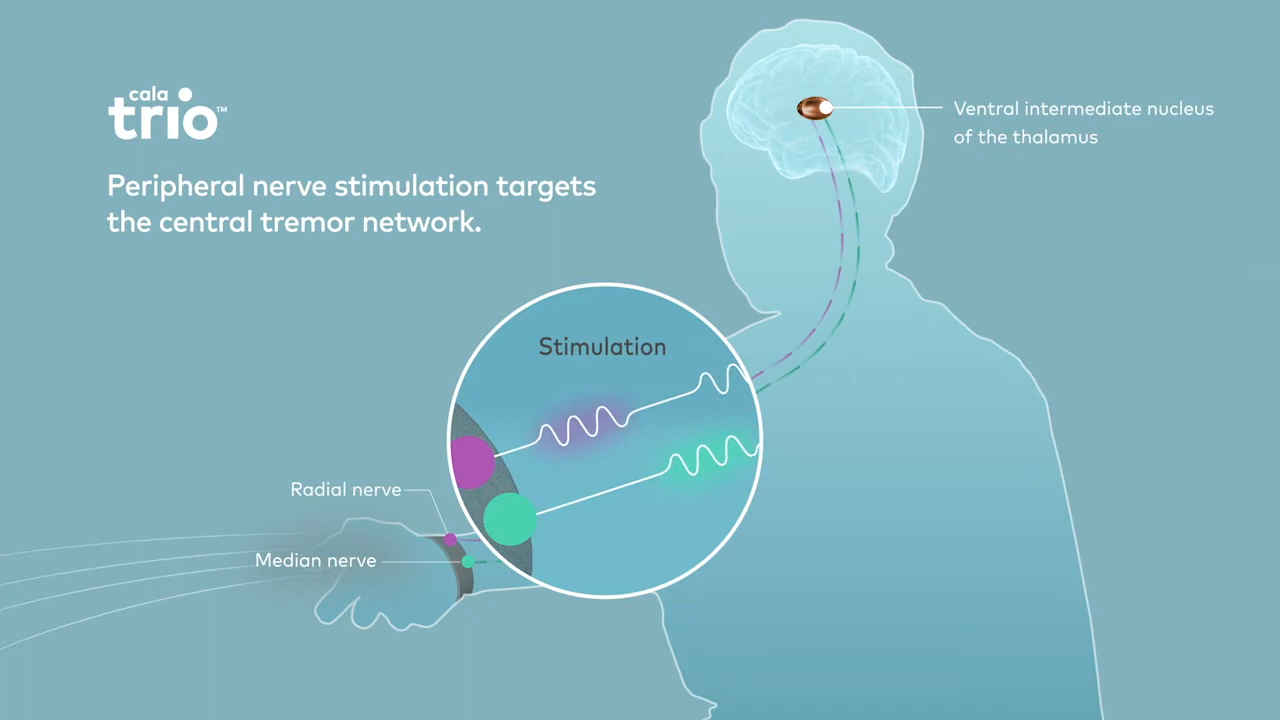 cala
trio™
Peripheral nerve stimulation targets
the central tremor network.
Ventral intermediate nucleus
of the thalamus
Stimulation
Radial nerve
Median nerve